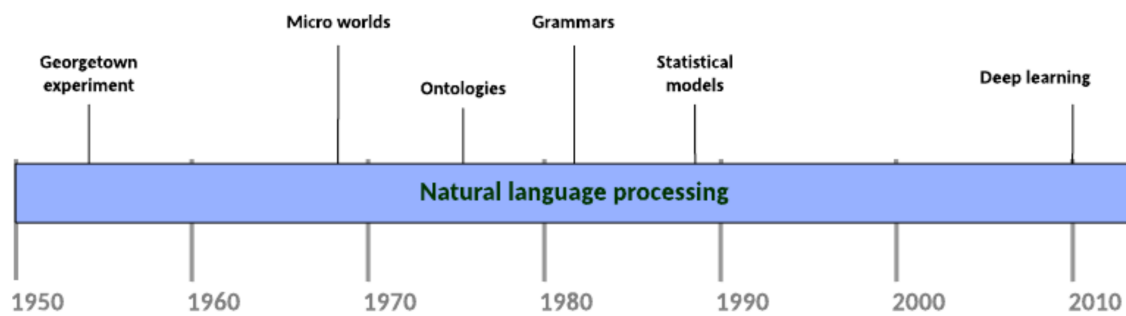 Micro worlds
Grammars
Georgetown
experiment
Statistical
models
Ontologies
Deep learning
Natural language processing
1950
1960
1970
1980
1990
2000
2010